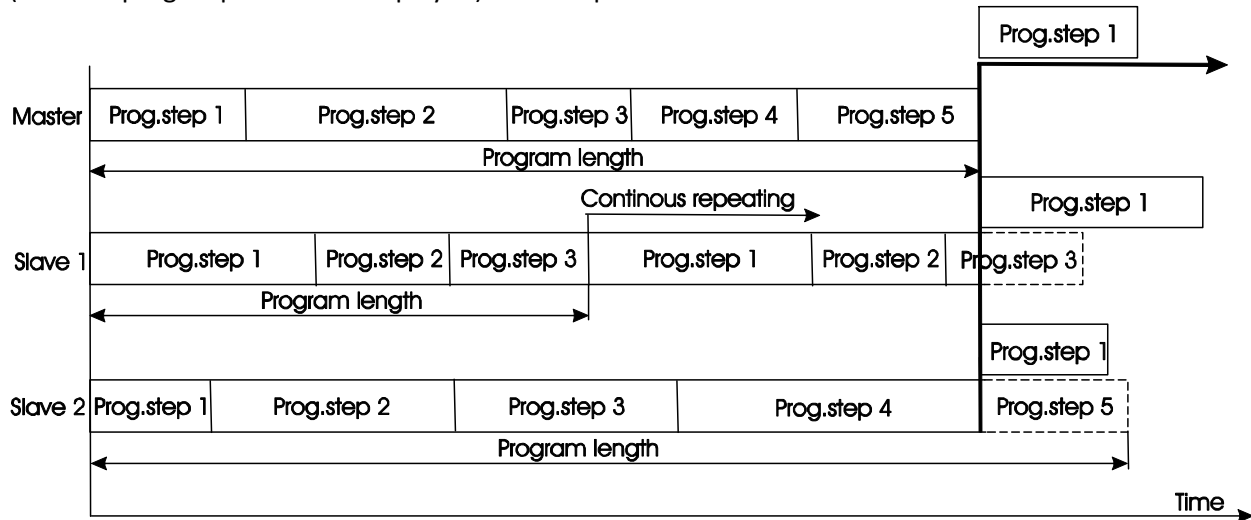 Prog.step 1
Master Prog.step 1 Prog.step 2 Prog.step 3 Prog.step 4 Prog.step 5
Program length
Continous repeating
Prog.step 1
Slave 1 Prog.step 1 Prog.step 2 Prog.step 3 Prog.step 1 Prog.step 2 Prog.step 3
Program length
Prog.step 1
Slave 2 Prog.step 1 Prog.step 2 Prog.step 3 Prog.step 4 Prog.step 5
Program length
Time